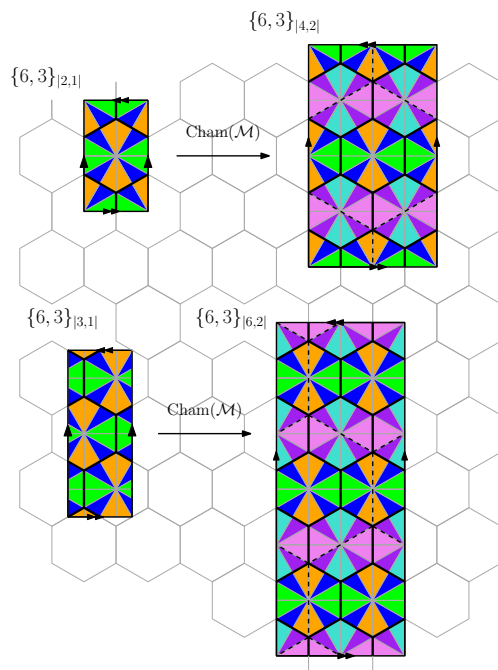 {6, 3}|4,2|
{6, 3}|2,1|
Cham(ℳ)
{6, 3}|3,1|
{6, 3}|6,2|
Cham(ℳ)